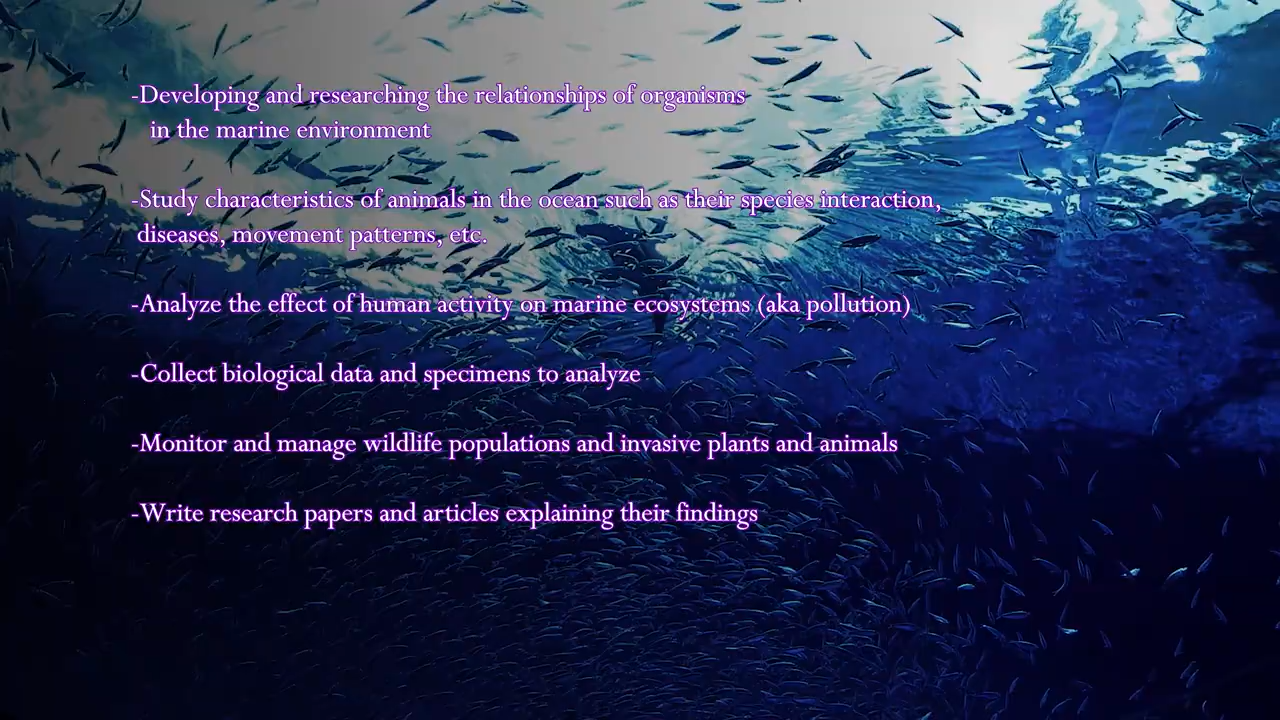 -Developing and researching the relationships of organisms
in the marine environment
-Study characteristics of animals in the ocean such as their species interaction,
diseases, movement patterns, etc.
-Analyze the effect of human activity on marine ecosystems (aka pollution)
-Collect biological data and specimens to analyze
-Monitor and manage wildlife populations and invasive plants and animals
-Write research papers and articles explaining their findings